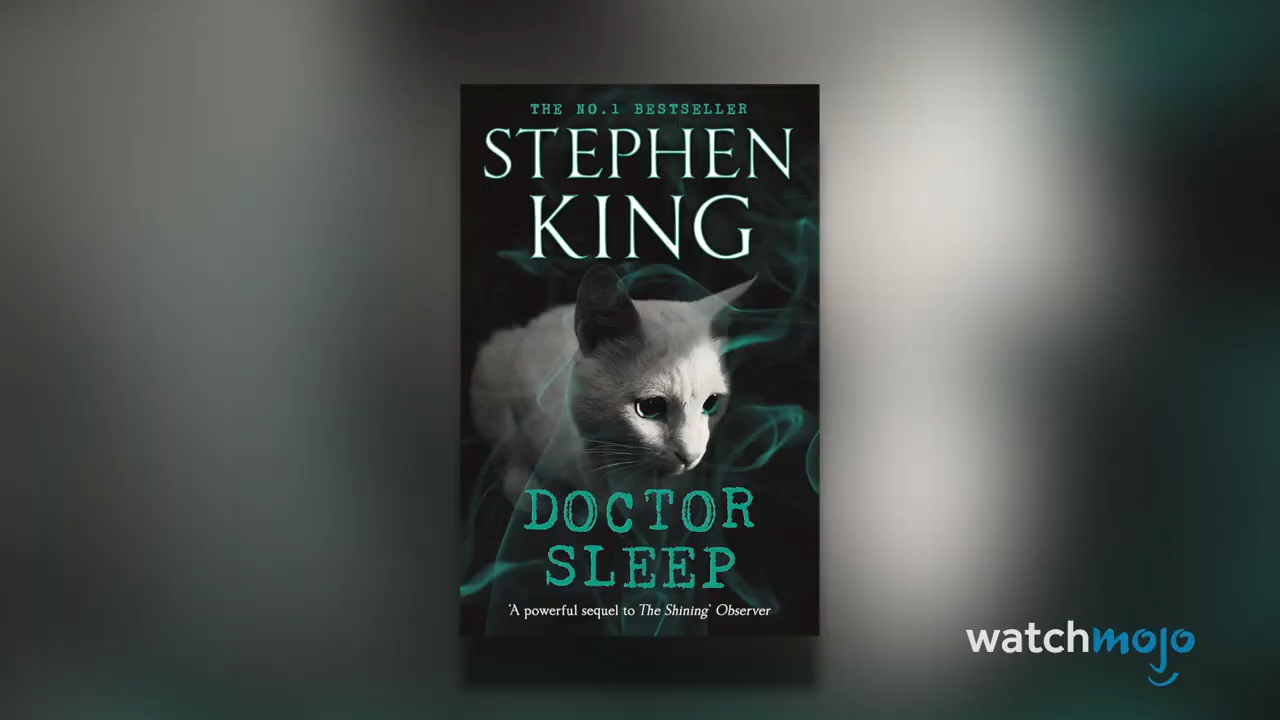 THE NO.1 BESTSELLER
STEPHEN
KING
DOCTOR
SLEEP
'A powerful sequel to The Shining' Observer
watchmojo